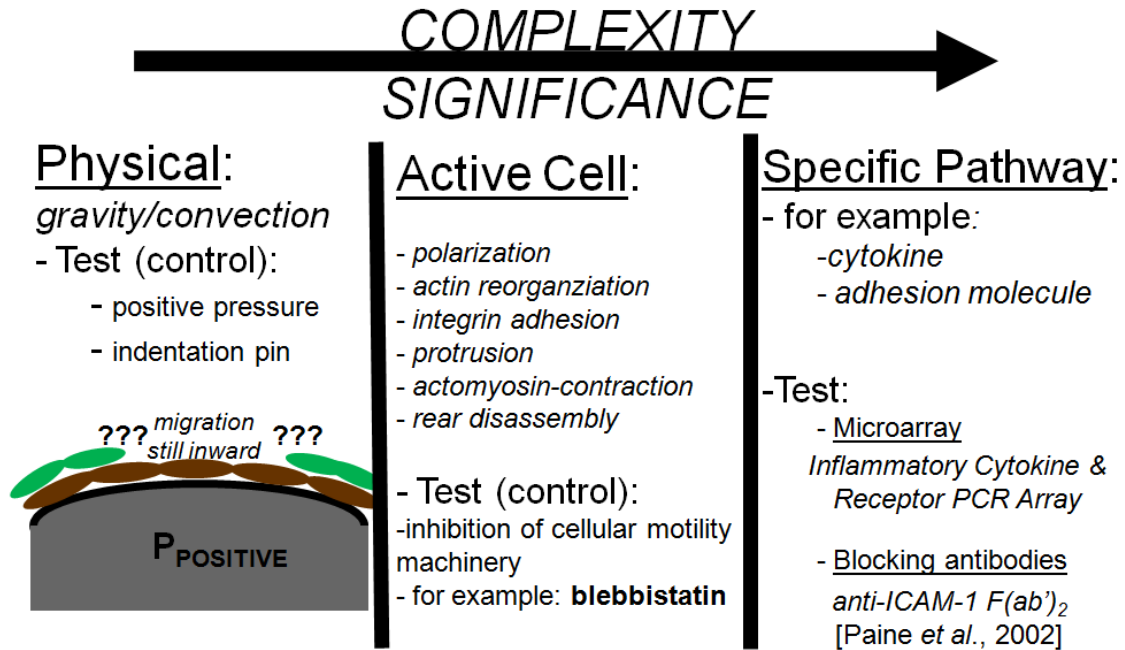 COMPLEXITY
SIGNIFICANCE
Physical:
gravity/convection
- Test (control):
- positive pressure
- indentation pin
??? migration ???
still inward
PPOSITIVE
Active Cell:
- polarization
- actin reorganziation
- integrin adhesion
- protrusion
- actomyosin-contraction
- rear disassembly
- Test (control):
-inhibition of cellular motility
machinery
- for example: blebbistatin
Specific Pathway:
- for example:
-cytokine
- adhesion molecule
-Test:
- Microarray
Inflammatory Cytokine &
Receptor PCR Array
- Blocking antibodies
anti-ICAM-1 F(ab’)2
[Paine et al., 2002]